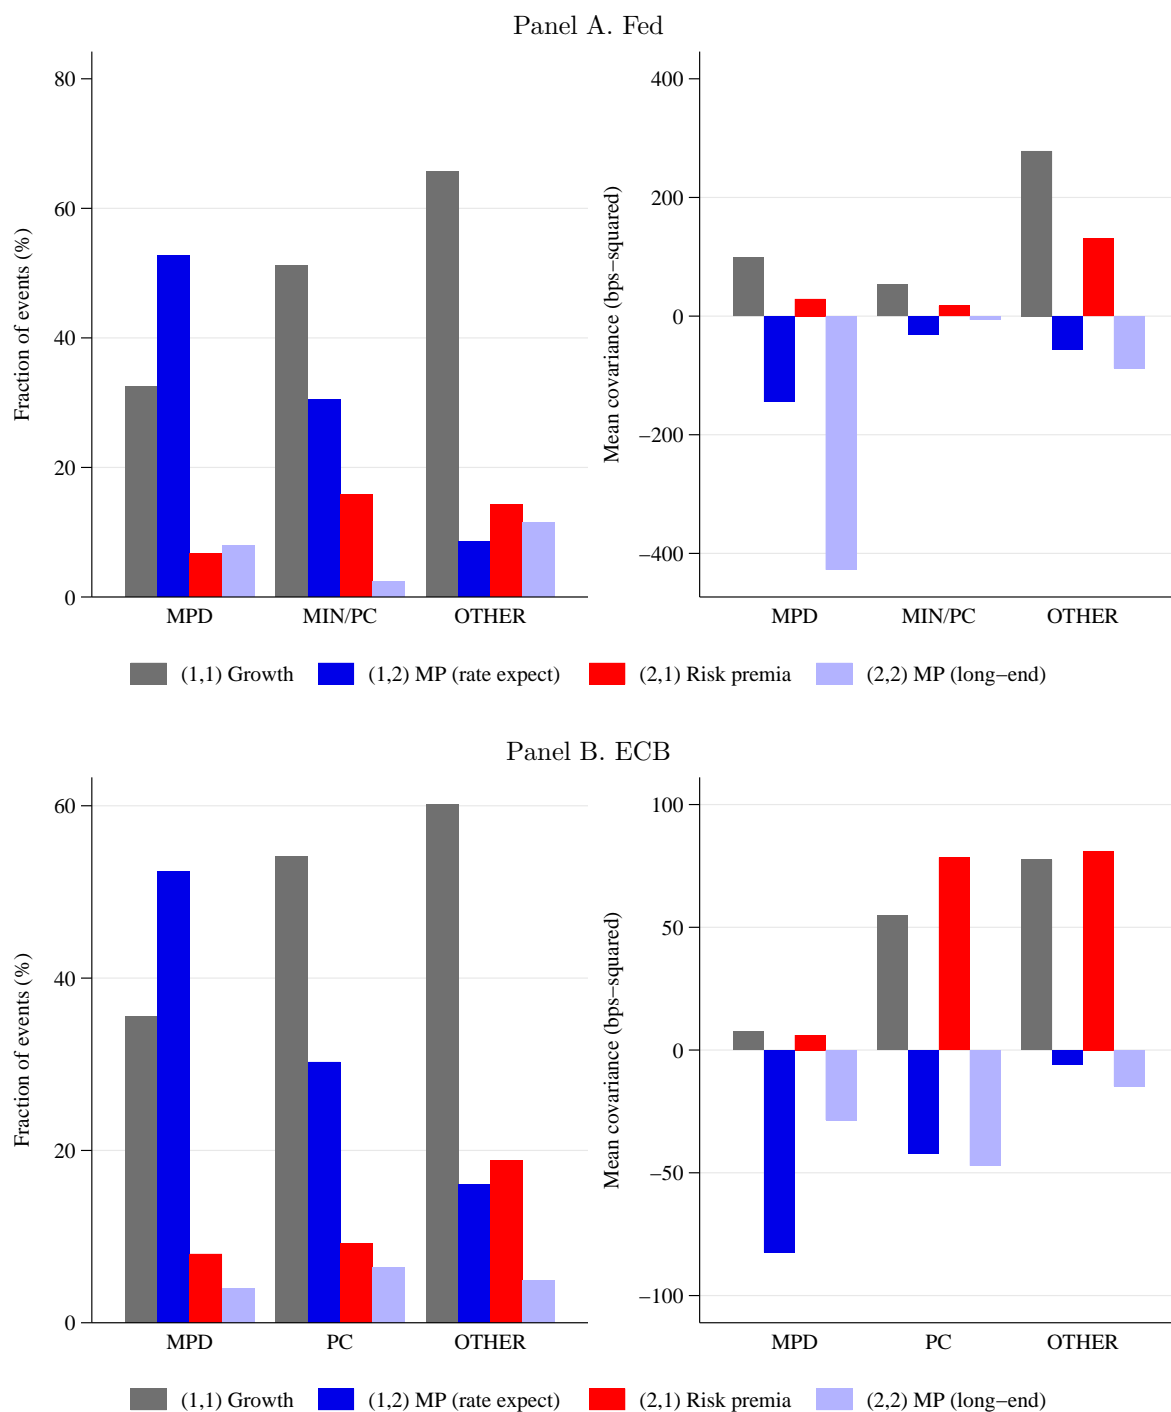 Panel A. Fed
Fraction of events (%)
80
60
40
20
0
MPD MIN/PC OTHER
Mean covariance (bps−squared)
400
200
0
−200
−400
MPD MIN/PC OTHER
(1,1) Growth (1,2) MP (rate expect) (2,1) Risk premia (2,2) MP (long−end)
Panel B. ECB
Fraction of events (%)
60
40
20
0
MPD PC OTHER
Mean covariance (bps−squared)
100
50
0
−50
−100
MPD PC OTHER
(1,1) Growth (1,2) MP (rate expect) (2,1) Risk premia (2,2) MP (long−end)